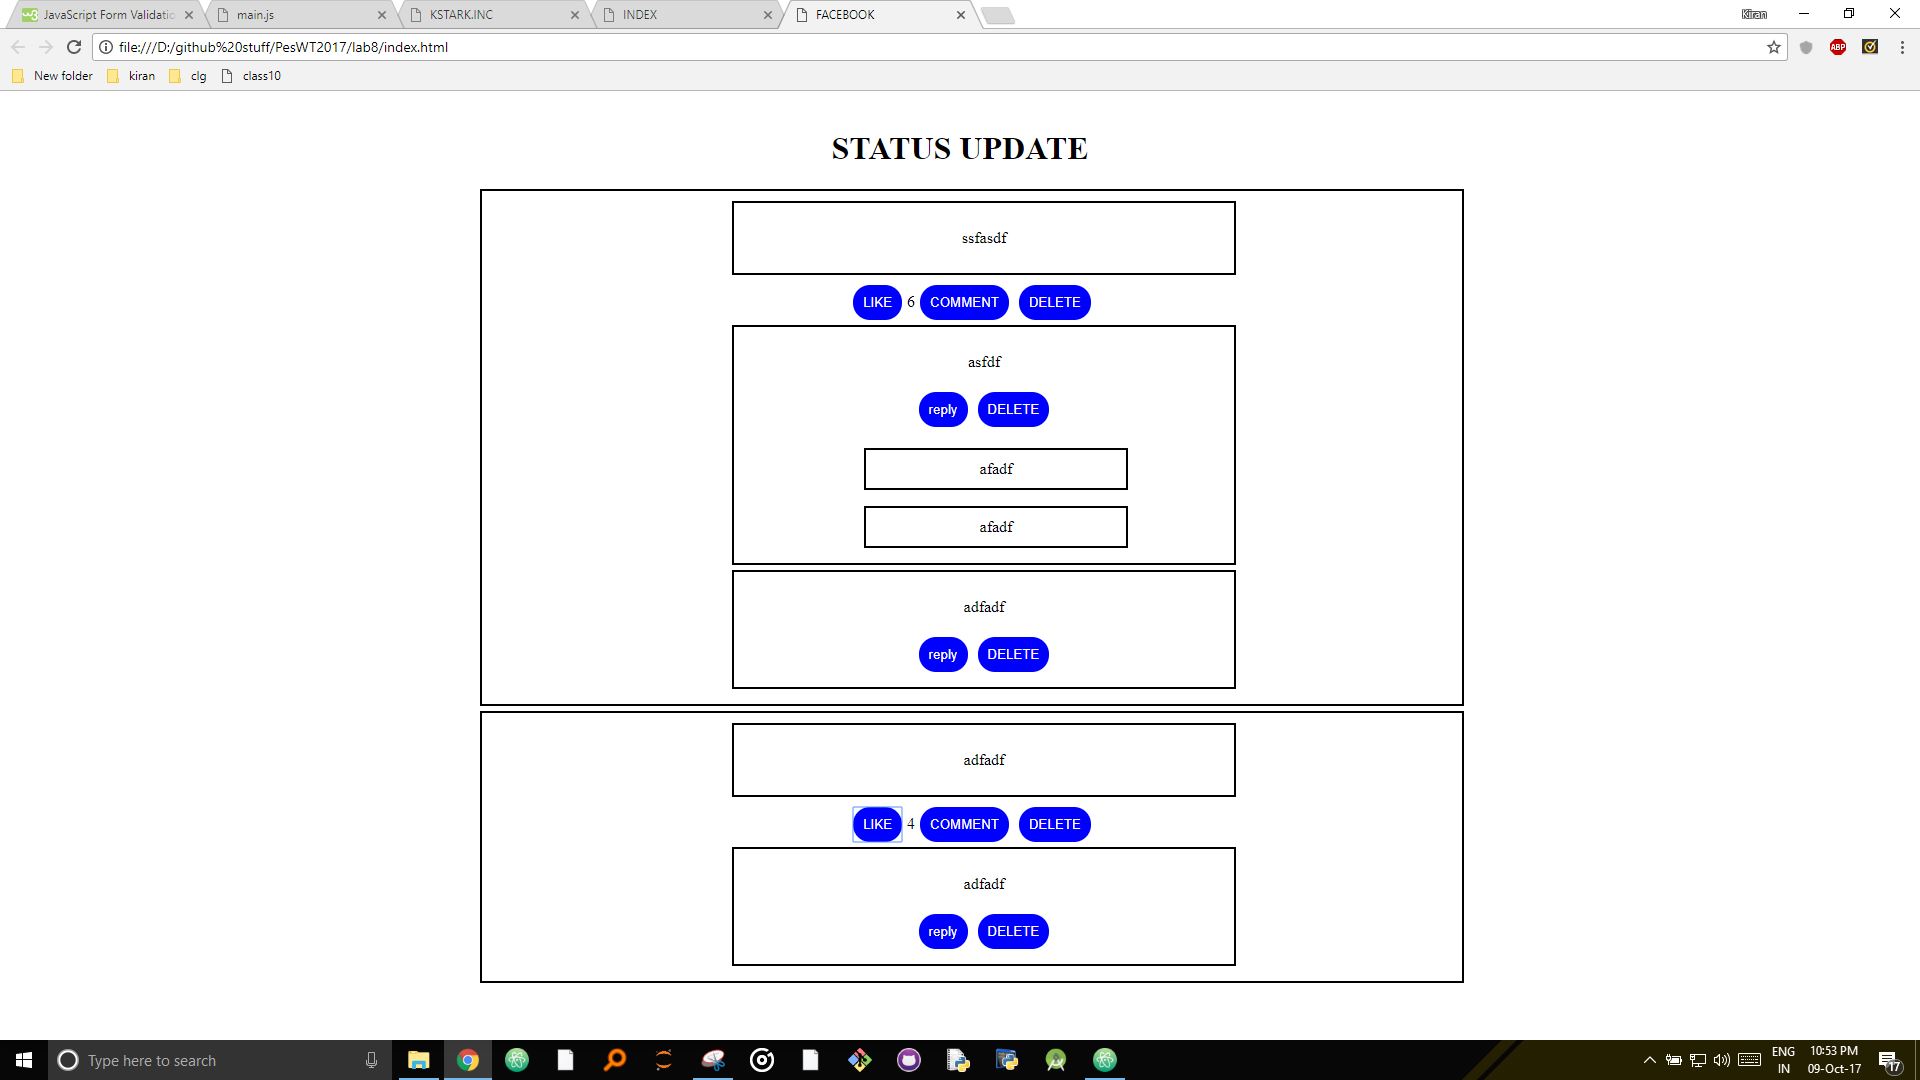 JavaScript Form Validatio
main.js
KSTARK.INC
INDEX
FACEBOOK
Kiran
file:///D:/github%20stuff/PesWT2017/lab8/index.html
ABP
New folder
kiran
clg
class10
STATUS UPDATE
ssfasdf
LIKE 6 COMMENT DELETE
asfdf
reply DELETE
afadf
afadf
adfadf
reply DELETE
adfadf
LIKE 4 COMMENT DELETE
adfadf
reply DELETE
Type here to search
ENG
IN
10:53 PM
09-Oct-17
17